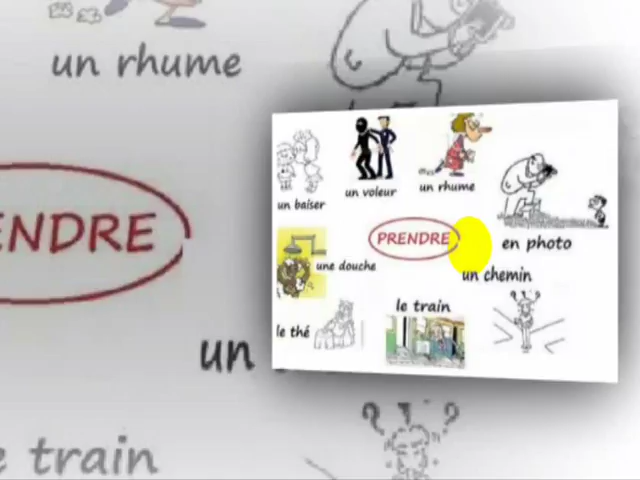 un rhume
ENDRE
un
e train
un baiser
un voleur
un rhume
PRENDRE
en photo
une douche
un chemin
le train
le thé